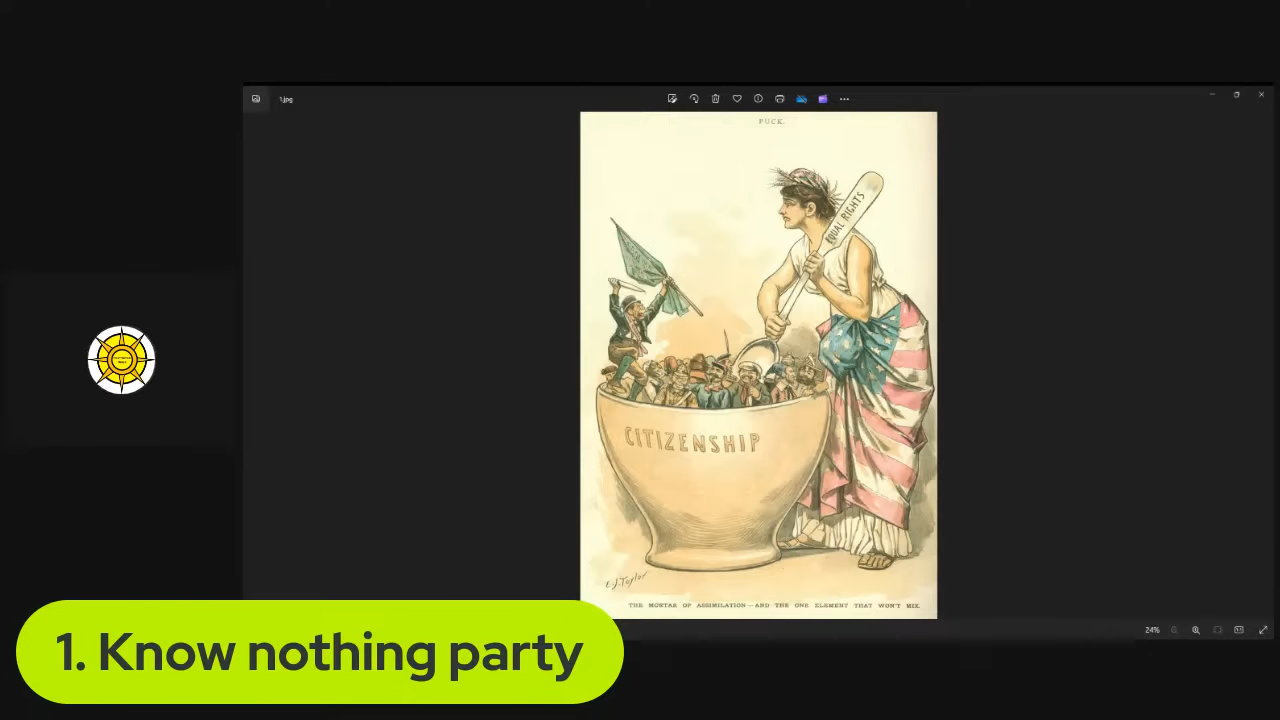 1.jpg
PUCK.
EQUAL RIGHTS
CITIZENSHIP
C.J. Taylor
THE MORTAR OF ASSIMILATION—AND THE ONE ELEMENT THAT WON'T MIX.
24%
1. Know nothing party